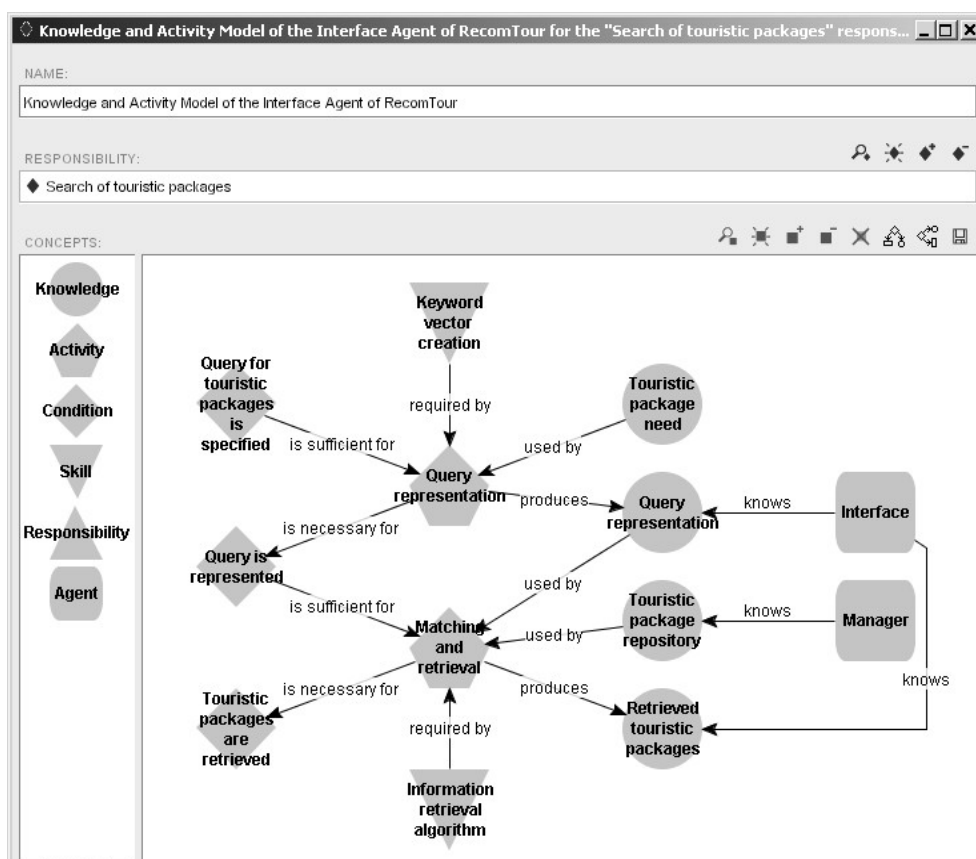 Knowledge and Activity Model of the Interface Agent of RecomTour for the "Search of touristic packages" respons...
NAME:
Knowledge and Activity Model of the Interface Agent of RecomTour
RESPONSIBILITY:
Search of touristic packages
CONCEPTS:
Knowledge
Activity
Condition
Skill
Responsibility
Agent
Keyword
vector
creation
Query for
touristic
packages
is
specified
required by
Touristic
package
need
is sufficient for
used by
Query
representation
produces
Query
representation
knows
Interface
is necessary for
Query is
represented
used by
is sufficient for
Matching
and
retrieval
used by
Touristic
package
repository
knows
Manager
is necessary for
produces
knows
Touristic
packages
are
retrieved
required by
Retrieved
touristic
packages
Information
retrieval
algorithm